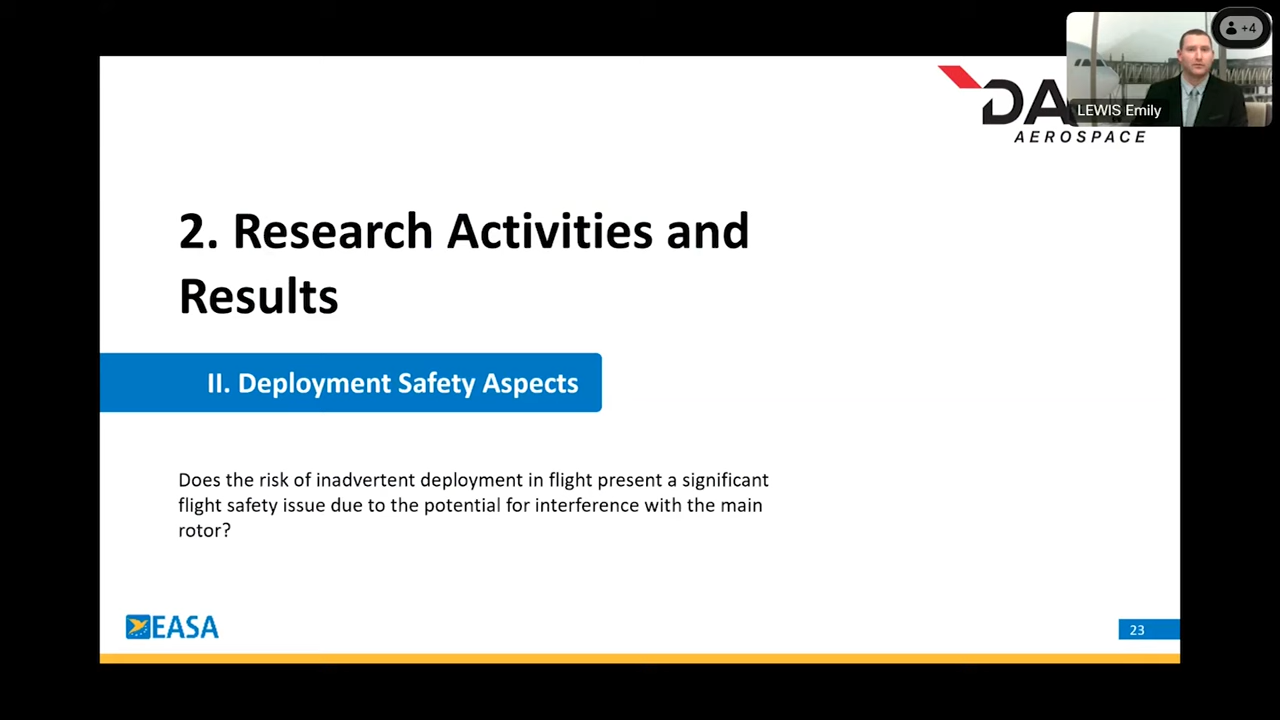 +4
LEWIS Emily
DA
AEROSPACE
2. Research Activities and
Results
II. Deployment Safety Aspects
Does the risk of inadvertent deployment in flight present a significant
flight safety issue due to the potential for interference with the main
rotor?
EASA
23